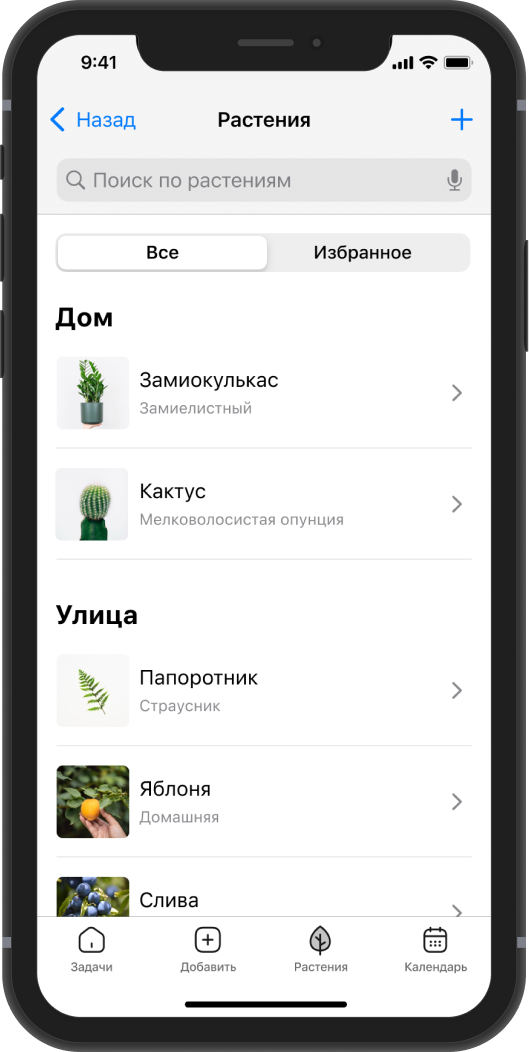 9:41
Назад
Растения
Поиск по растениям
Все
Избранное
Дом
Замиокулькас
Замиелистный
Кактус
Мелковолосистая опунция
Улица
Папоротник
Страусник
Яблоня
Домашняя
Слива
Задачи
Добавить
Растения
Календарь